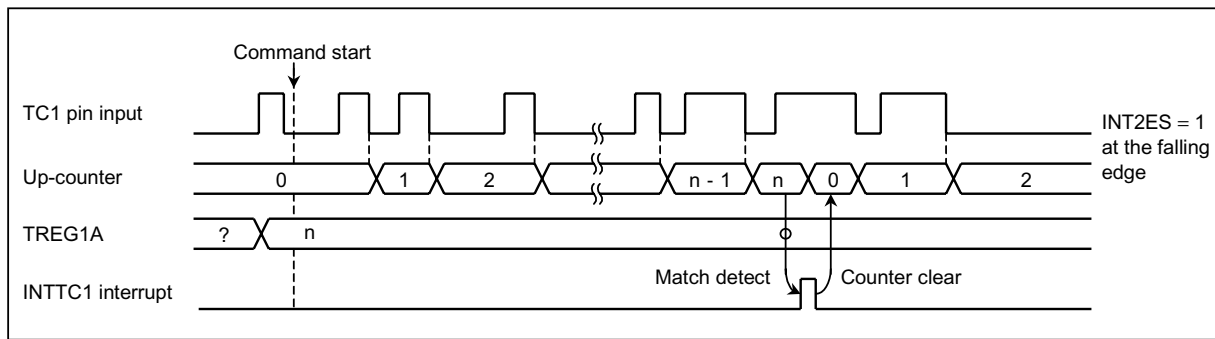 Command start
TC1 pin input
INT2ES = 1
at the falling
edge
Up-counter 0 1 2 n - 1 n 0 1 2
TREG1A ? n
Match detect Counter clear
INTTC1 interrupt